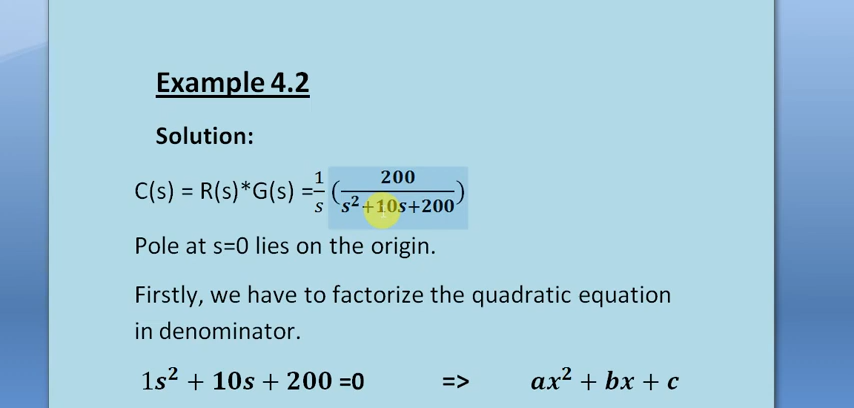 Example 4.2
Solution:
C(s) = R(s)*G(s) =1/s (200/(s²+10s+200))
Pole at s=0 lies on the origin.
Firstly, we have to factorize the quadratic equation
in denominator.
1s² + 10s + 200 =0 => ax² + bx + c